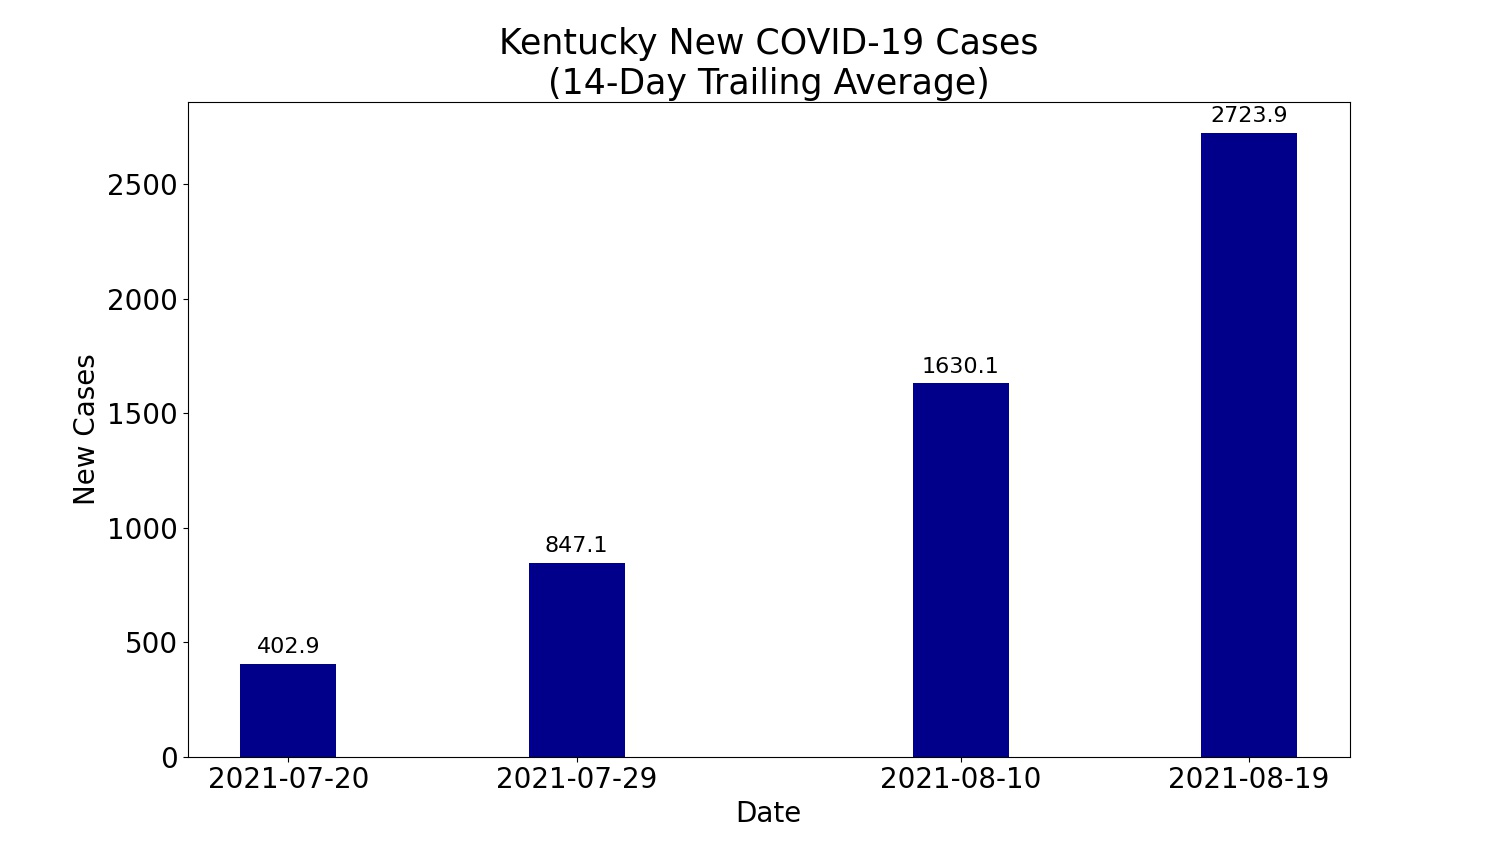 Kentucky New COVID-19 Cases
(14-Day Trailing Average)
2723.9
2500
2000
1630.1
1500
New Cases
1000
847.1
500
402.9
0
2021-07-20 2021-07-29 2021-08-10 2021-08-19
Date